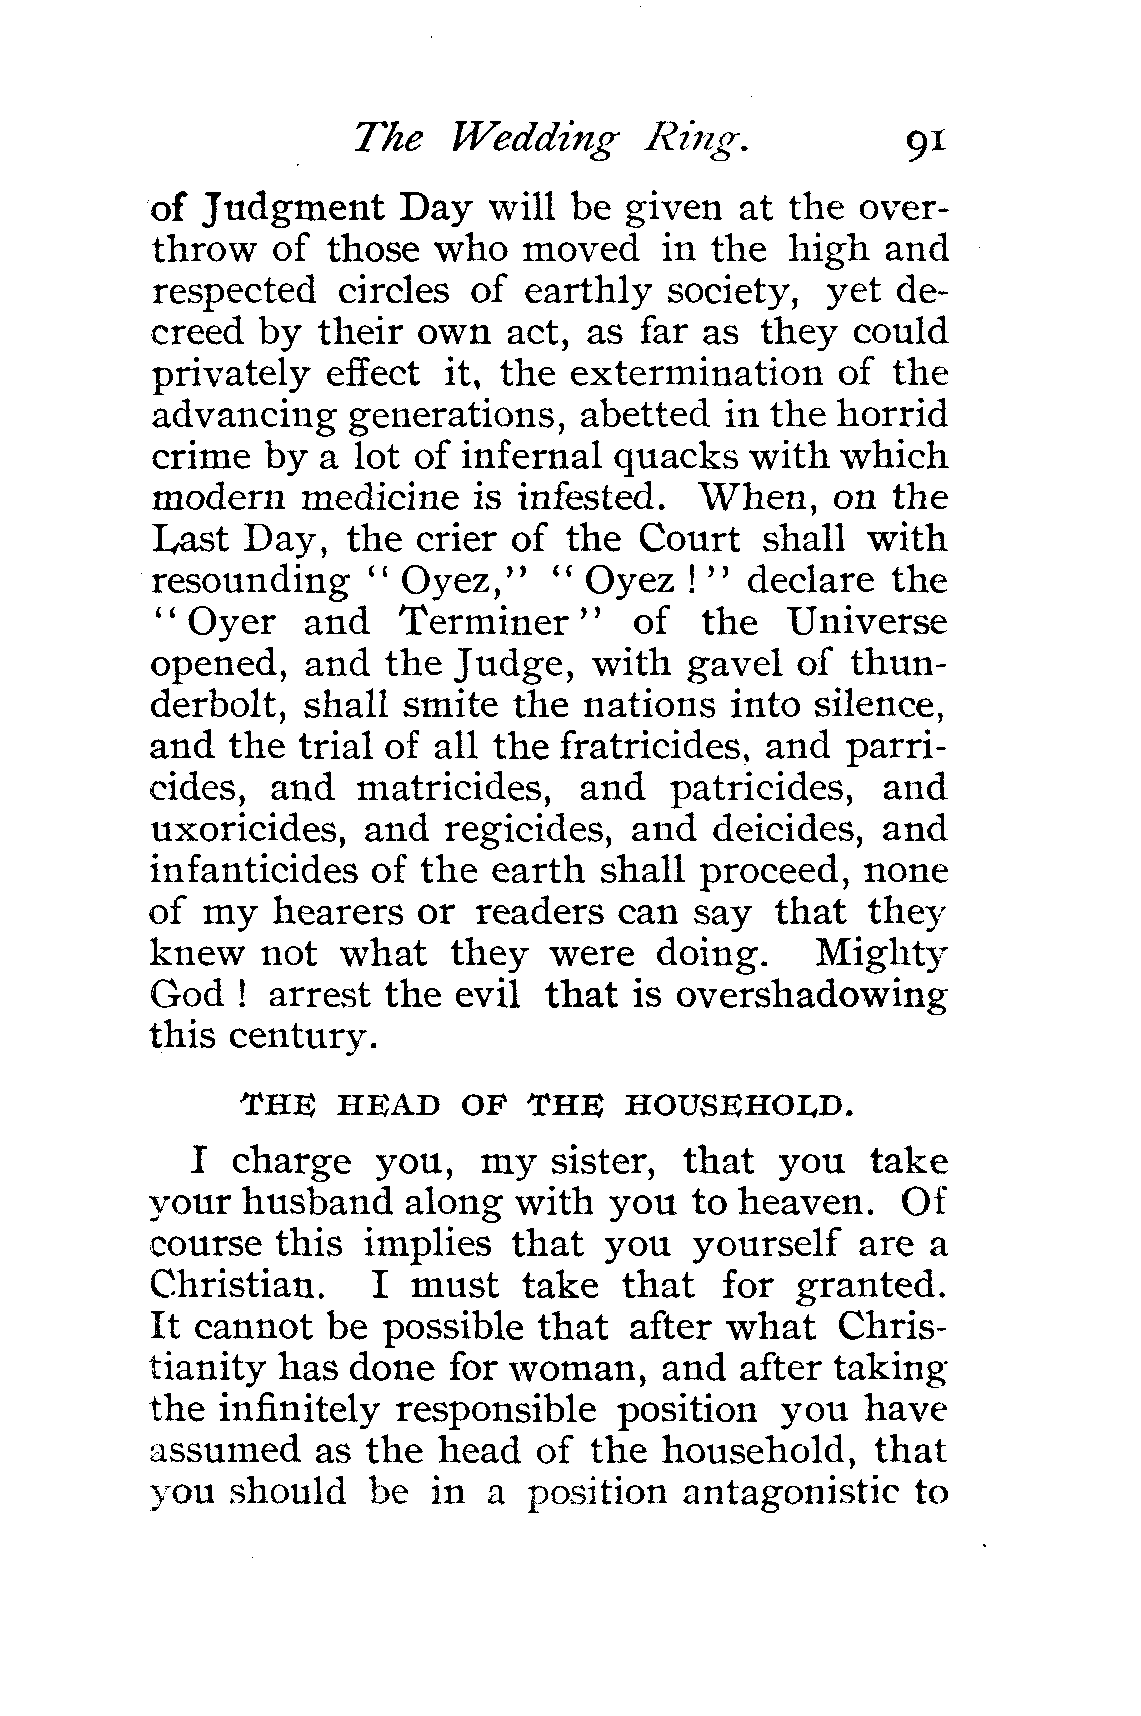 The Wedding Ring. 91
of Judgment Day will be given at the over-
throw of those who moved in the high and
respected circles of earthly society, yet de-
creed by their own act, as far as they could
privately effect it, the extermination of the
advancing generations, abetted in the horrid
crime by a lot of infernal quacks with which
modern medicine is infested. When, on the
Last Day, the crier of the Court shall with
resounding “ Oyez,” “ Oyez ! ” declare the
“ Oyer and Terminer ” of the Universe
opened, and the Judge, with gavel of thun-
derbolt, shall smite the nations into silence,
and the trial of all the fratricides, and parri-
cides, and matricides, and patricides, and
uxoricides, and regicides, and deicides, and
infanticides of the earth shall proceed, none
of my hearers or readers can say that they
knew not what they were doing. Mighty
God ! arrest the evil that is overshadowing
this century.
THE HEAD OF THE HOUSEHOLD.
I charge you, my sister, that you take
your husband along with you to heaven. Of
course this implies that you yourself are a
Christian. I must take that for granted.
It cannot be possible that after what Chris-
tianity has done for woman, and after taking
the infinitely responsible position you have
assumed as the head of the household, that
you should be in a position antagonistic to